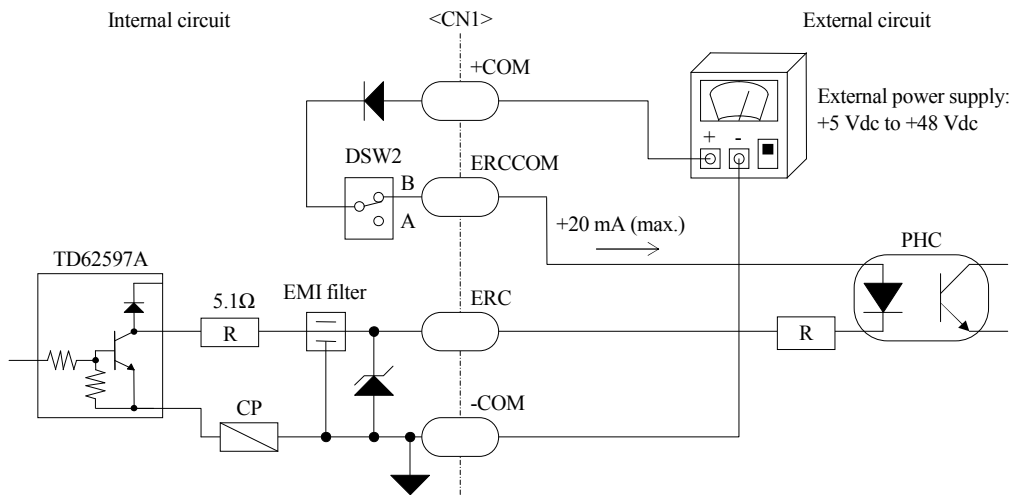 Internal circuit
<CN1>
External circuit
+COM
External power supply:
+5 Vdc to +48 Vdc
+ -
DSW2
ERCCOM
B
A
+20 mA (max.)
PHC
TD62597A
5.1Ω
EMI filter
ERC
R
R
CP
-COM